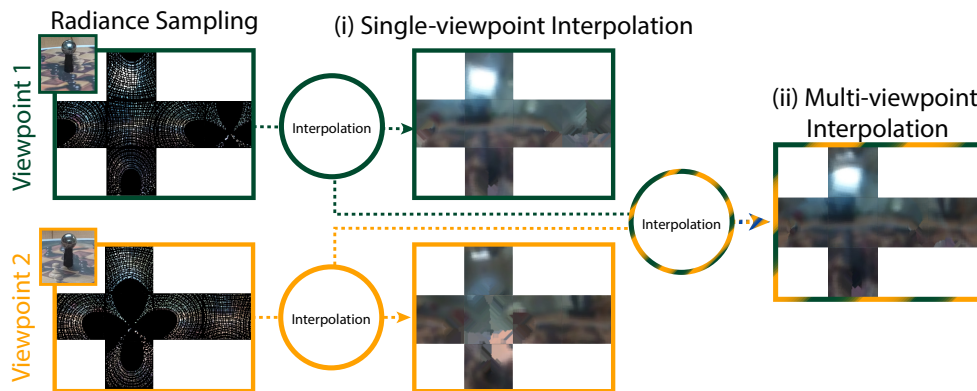 Radiance Sampling
(i) Single-viewpoint Interpolation
(ii) Multi-viewpoint
Interpolation
Viewpoint 1
Interpolation
Interpolation
Viewpoint 2
Interpolation